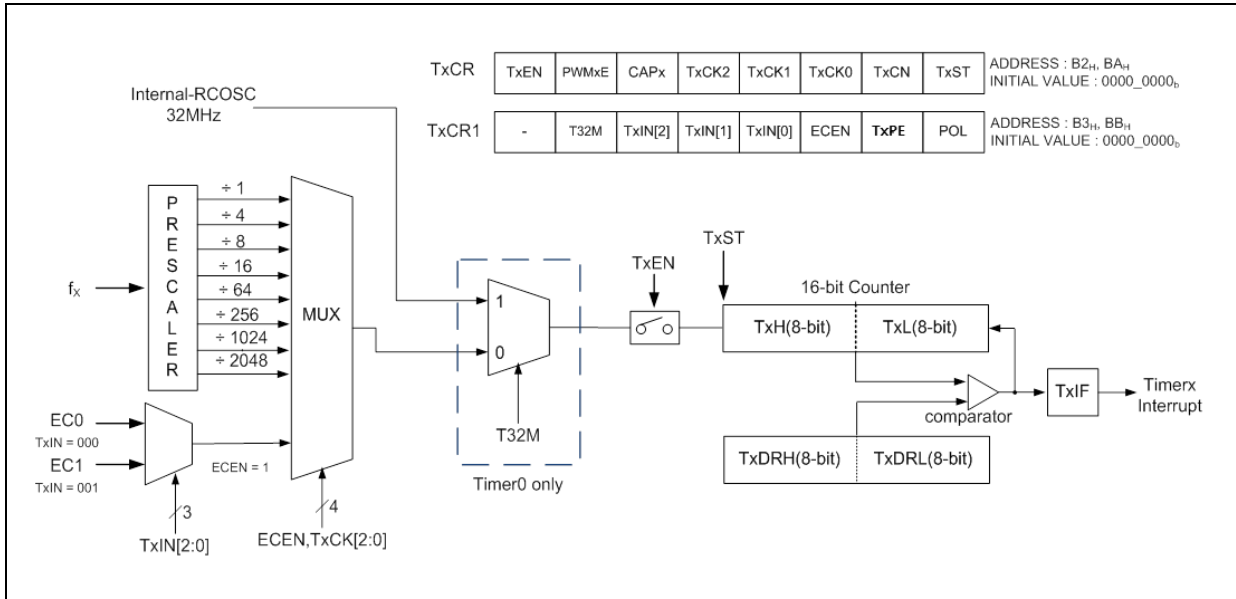 TxCR TxEN PWMxE CAPx TxCK2 TxCK1 TxCK0 TxCN TxST ADDRESS : B2H, BAH
INITIAL VALUE : 0000_0000b
TxCR1 - T32M TxIN[2] TxIN[1] TxIN[0] ECEN TxPE POL ADDRESS : B3H, BBH
INITIAL VALUE : 0000_0000b
Internal-RCOSC
32MHz
fX
PRESCALER
÷ 1
÷ 4
÷ 8
÷ 16
÷ 64
÷ 256
÷ 1024
÷ 2048
MUX
EC0
TxIN = 000
EC1
TxIN = 001
ECEN = 1
3
TxIN[2:0]
4
ECEN,TxCK[2:0]
1
0
T32M
Timer0 only
TxEN
TxST
16-bit Counter
TxH(8-bit) TxL(8-bit)
comparator
TxIF
Timerx
Interrupt
TxDRH(8-bit) TxDRL(8-bit)